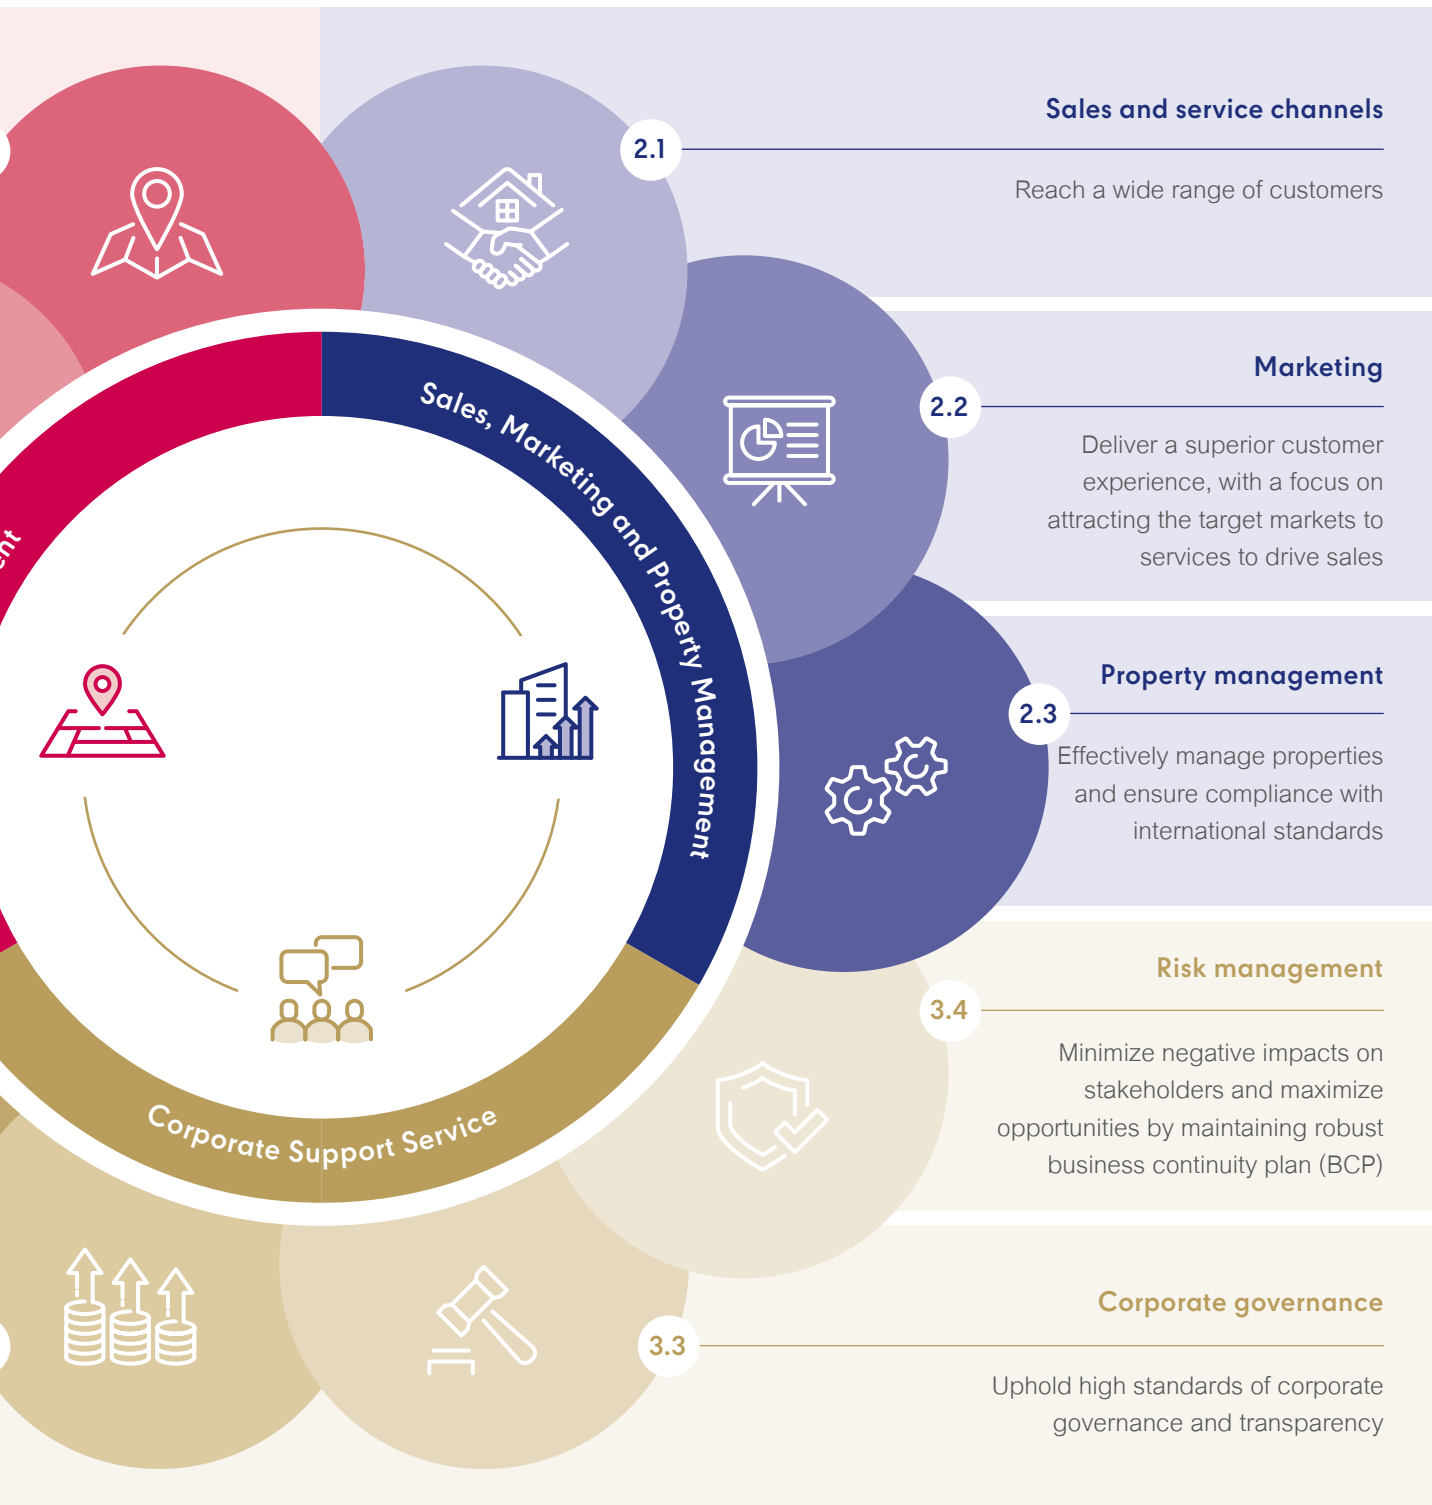 Sales and service channels
2.1
Reach a wide range of customers
Marketing
2.2
Deliver a superior customer
experience, with a focus on
attracting the target markets to
services to drive sales
Property management
2.3
Effectively manage properties
and ensure compliance with
international standards
Risk management
3.4
Minimize negative impacts on
stakeholders and maximize
opportunities by maintaining robust
business continuity plan (BCP)
Corporate governance
3.3
Uphold high standards of corporate
governance and transparency
Sales, Marketing and Property Management
Corporate Support Service
ent